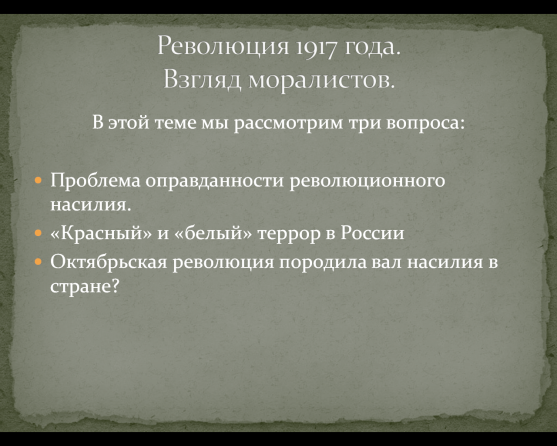 Революция 1917 года.
Взгляд моралистов.
В этой теме мы рассмотрим три вопроса:
• Проблема оправданности революционного
насилия.
• «Красный» и «белый» террор в России
• Октябрьская революция породила вал насилия в
стране?